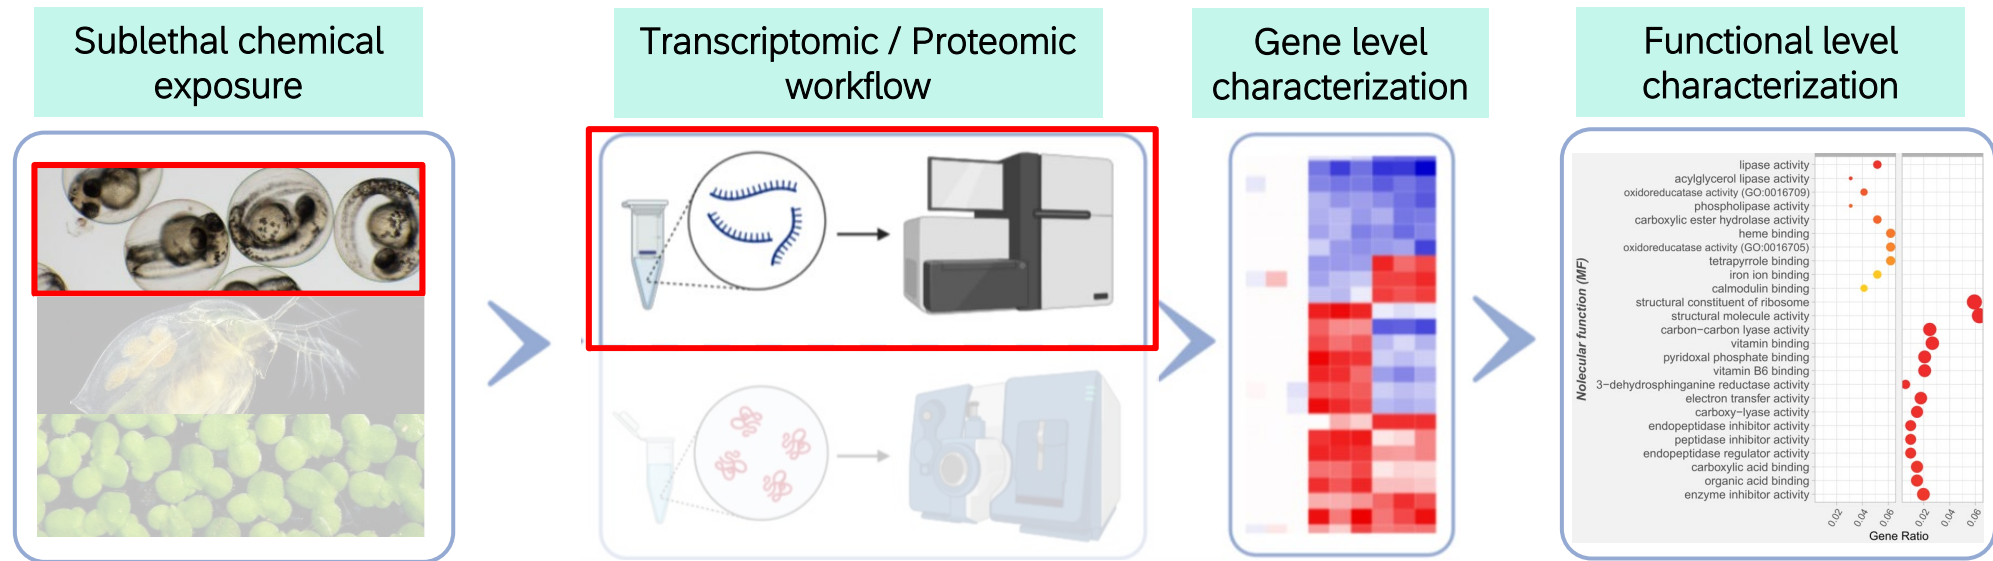 Sublethal chemical
exposure
Transcriptomic / Proteomic
workflow
Gene level
characterization
Functional level
characterization
Molecular function (MF)
lipase activity
acylglycerol lipase activity
oxidoreducatase activity (GO:0016709)
phospholipase activity
carboxylic ester hydrolase activity
heme binding
oxidoreducatase activity (GO:0016705)
tetrapyrrole binding
iron ion binding
calmodulin binding
structural constituent of ribosome
structural molecule activity
carbon−carbon lyase activity
vitamin binding
pyridoxal phosphate binding
vitamin B6 binding
3−dehydrosphinganine reductase activity
electron transfer activity
carboxy−lyase activity
endopeptidase inhibitor activity
peptidase inhibitor activity
endopeptidase regulator activity
carboxylic acid binding
organic acid binding
enzyme inhibitor activity
0.02 0.04 0.06 0.02 0.04 0.06
Gene Ratio